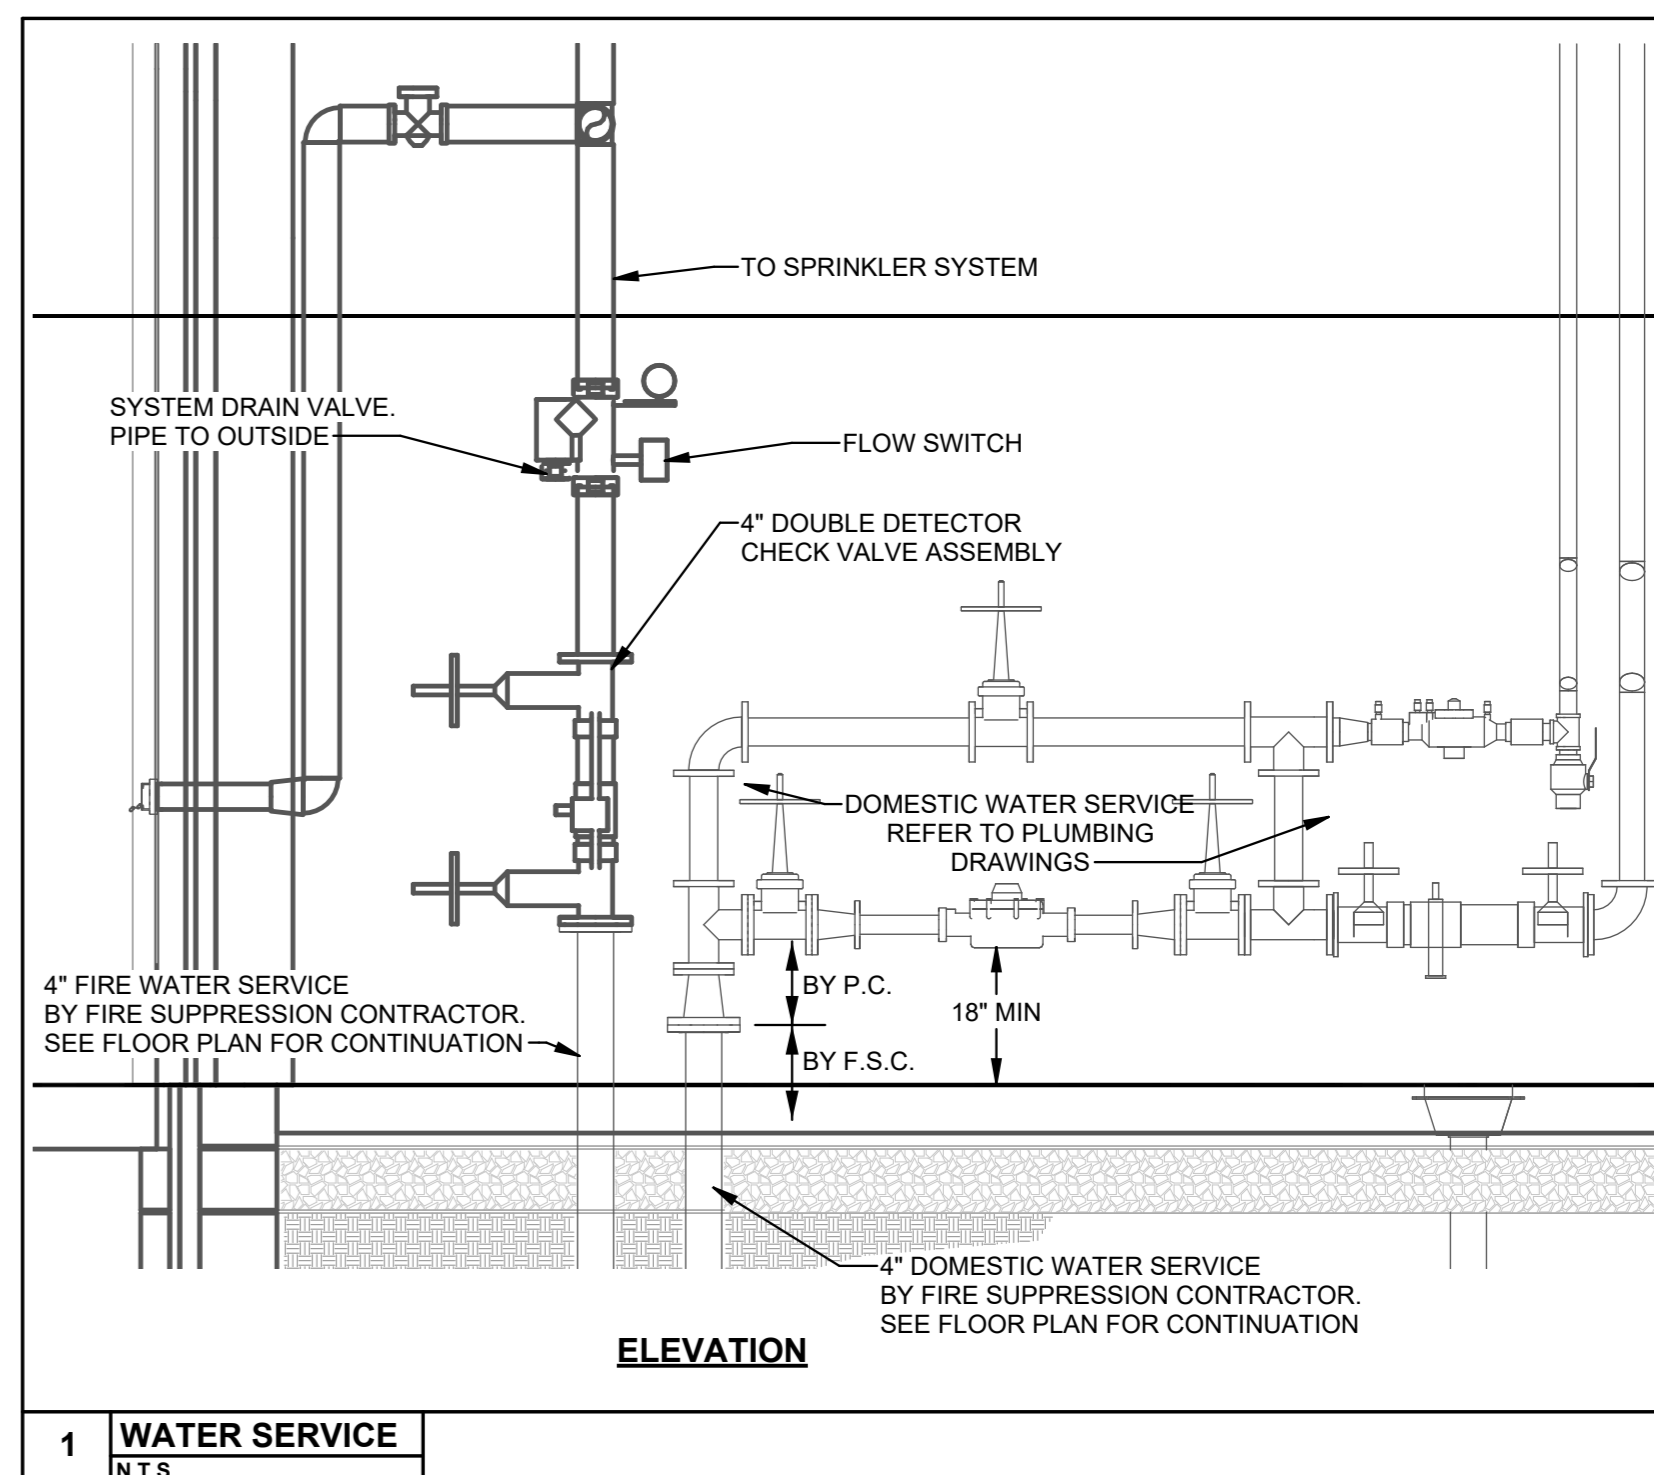 TO SPRINKLER SYSTEM
SYSTEM DRAIN VALVE.
PIPE TO OUTSIDE
FLOW SWITCH
4" DOUBLE DETECTOR
CHECK VALVE ASSEMBLY
DOMESTIC WATER SERVICE
REFER TO PLUMBING
DRAWINGS
4" FIRE WATER SERVICE
BY FIRE SUPPRESSION CONTRACTOR.
SEE FLOOR PLAN FOR CONTINUATION
BY P.C.
18" MIN
BY F.S.C.
4" DOMESTIC WATER SERVICE
BY FIRE SUPPRESSION CONTRACTOR.
SEE FLOOR PLAN FOR CONTINUATION
ELEVATION
1
WATER SERVICE
N.T.S.